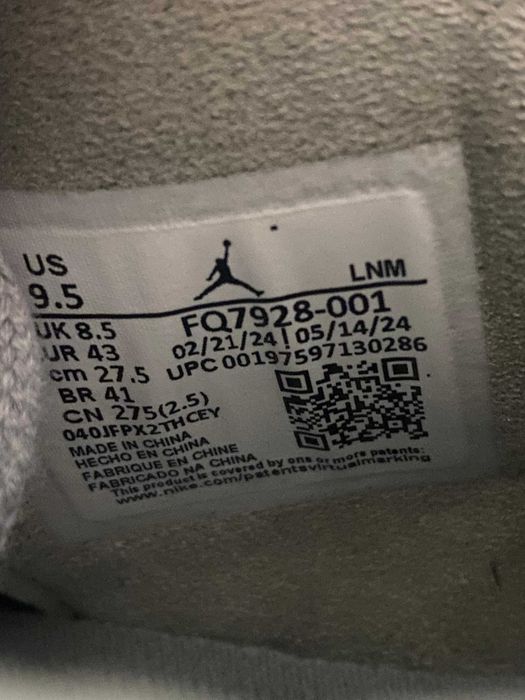 US
9.5
LNM
UK 8.5
UR 43
cm 27.5
BR 41
CN 275(2.5)
040JFPX2THCEY
FQ7928-001
02/21/24 | 05/14/24
UPC 00197597130286
MADE IN CHINA
HECHO EN CHINA
FABRIQUE EN CHINE
FABRICADO NA CHINA
This product is covered by one or more patents:
www.nike.com/patentsvirtualmarking